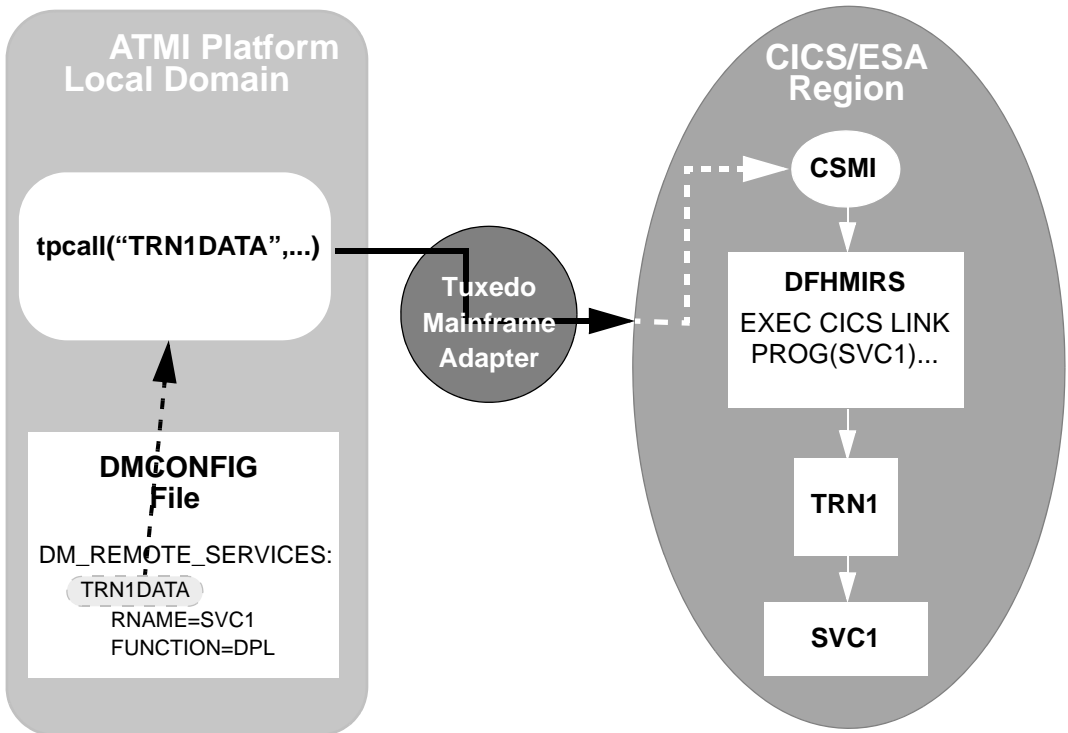 ATMI Platform
Local Domain
tpcall(“TRN1DATA”,...)
DMCONFIG
File
DM_REMOTE_SERVICES:
TRN1DATA
RNAME=SVC1
FUNCTION=DPL
Tuxedo
Mainframe
Adapter
CICS/ESA
Region
CSMI
DFHMIRS
EXEC CICS LINK
PROG(SVC1)...
TRN1
SVC1